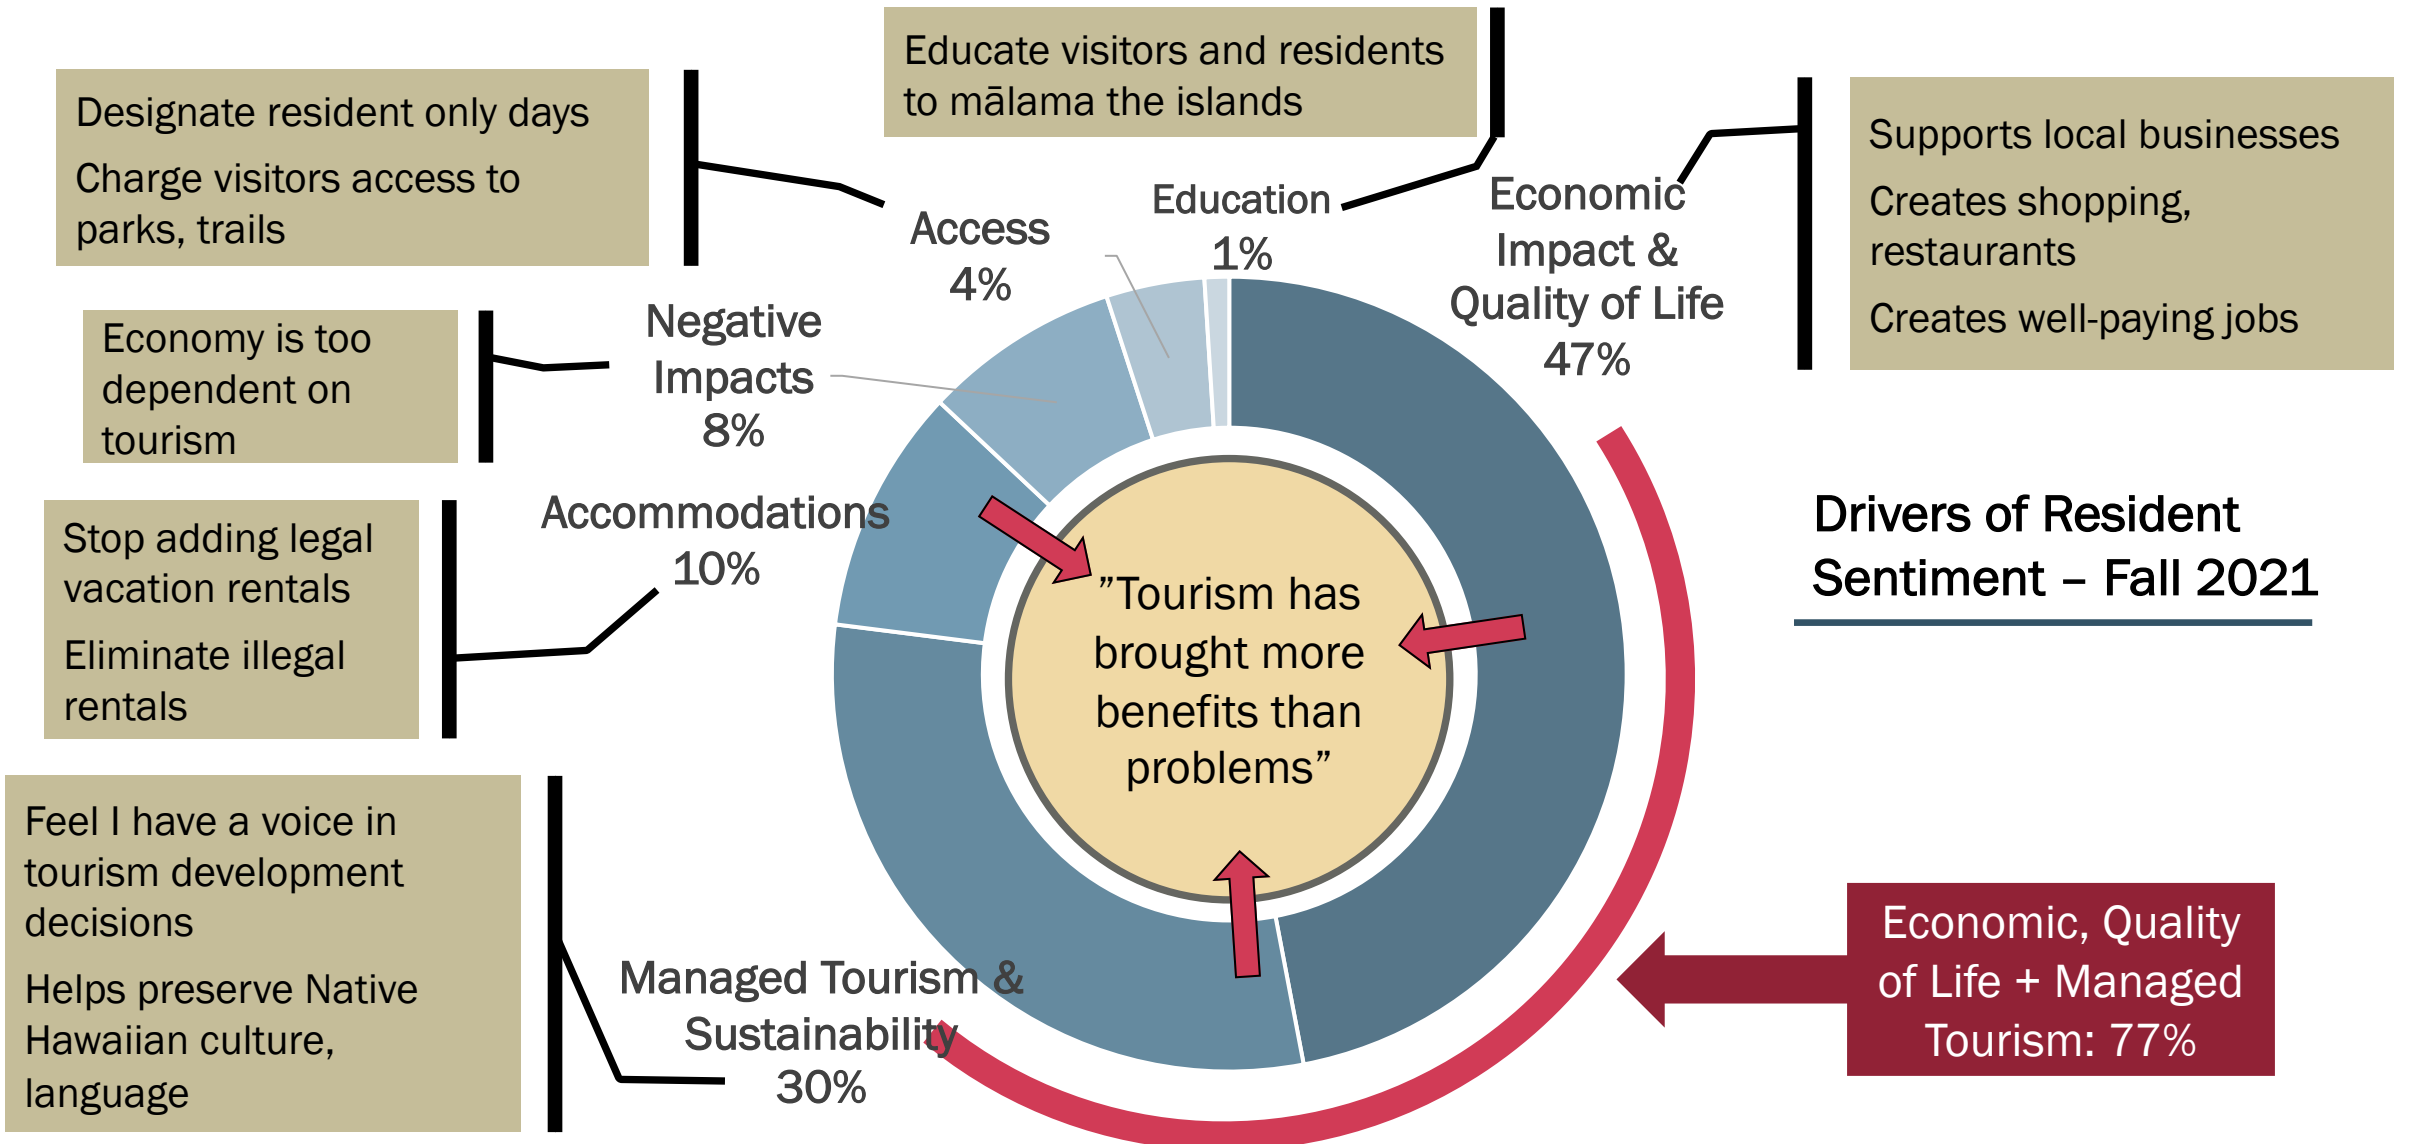 Educate visitors and residents
to mālama the islands
Designate resident only days
Charge visitors access to
parks, trails
Supports local businesses
Creates shopping,
restaurants
Creates well-paying jobs
Education
1%
Economic
Impact &
Quality of Life
47%
Access
4%
Negative
Impacts
8%
Economy is too
dependent on
tourism
Accommodations
10%
Stop adding legal
vacation rentals
Eliminate illegal
rentals
Drivers of Resident
Sentiment – Fall 2021
”Tourism has
brought more
benefits than
problems”
Feel I have a voice in
tourism development
decisions
Helps preserve Native
Hawaiian culture,
language
Managed Tourism &
Sustainability
30%
Economic, Quality
of Life + Managed
Tourism: 77%